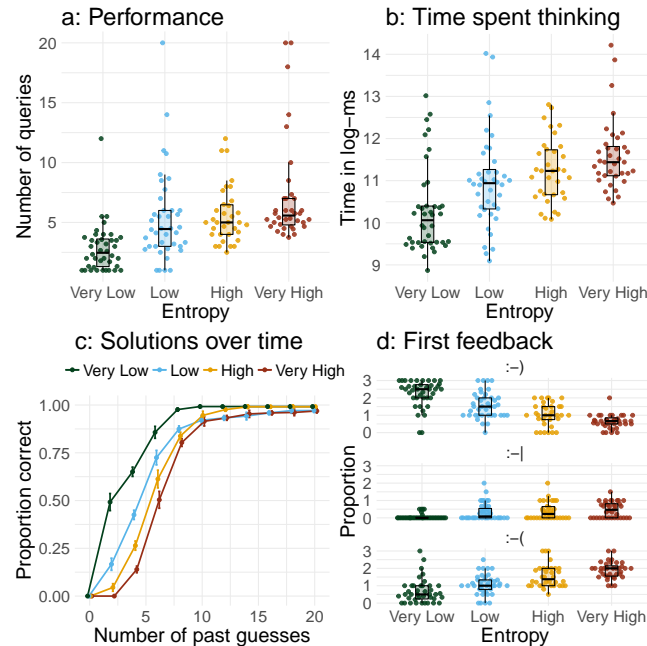 a: Performance
Number of queries
20
15
10
5
Very Low Low High Very High
Entropy
b: Time spent thinking
Time in log−ms
14
13
12
11
10
9
Very Low Low High Very High
Entropy
c: Solutions over time
Very Low Low High Very High
Proportion correct
1.00
0.75
0.50
0.25
0.00
0 5 10 15 20
Number of past guesses
d: First feedback
Proportion
:−)
3
2
1
0
:−|
3
2
1
0
:−(
3
2
1
0
Very Low Low High Very High
Entropy